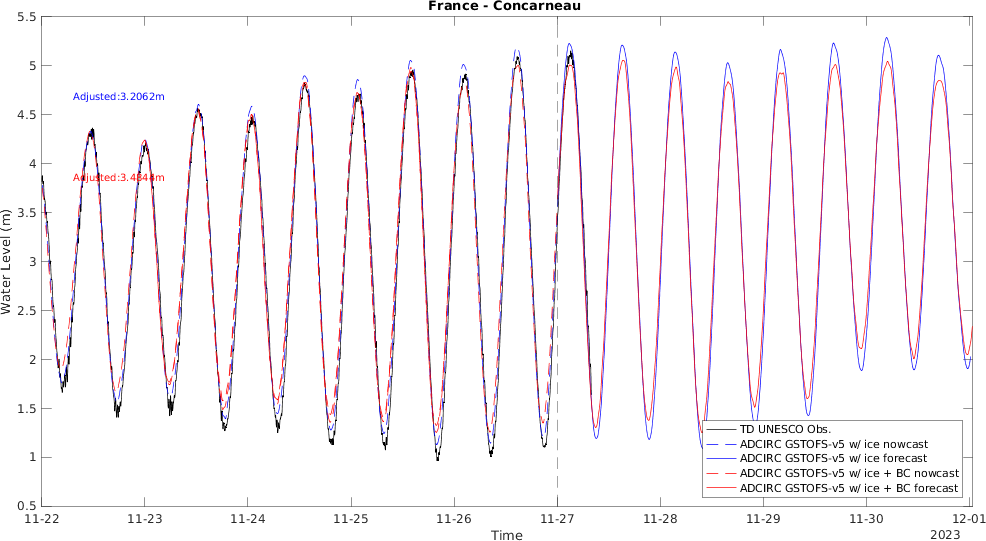 France - Concarneau
5.5
5
4.5
4
3.5
3
2.5
2
1.5
1
0.5
Water Level (m)
Adjusted:3.2062m
Adjusted:3.4844m
TD UNESCO Obs.
ADCIRC GSTOFS-v5 w/ ice nowcast
ADCIRC GSTOFS-v5 w/ ice forecast
ADCIRC GSTOFS-v5 w/ ice + BC nowcast
ADCIRC GSTOFS-v5 w/ ice + BC forecast
11-22 11-23 11-24 11-25 11-26 11-27 11-28 11-29 11-30 12-01
Time
2023